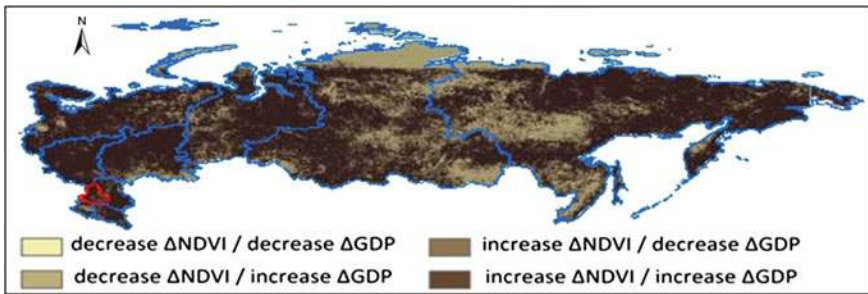 N
decrease ΔNDVI / decrease ΔGDP
increase ΔNDVI / decrease ΔGDP
decrease ΔNDVI / increase ΔGDP
increase ΔNDVI / increase ΔGDP